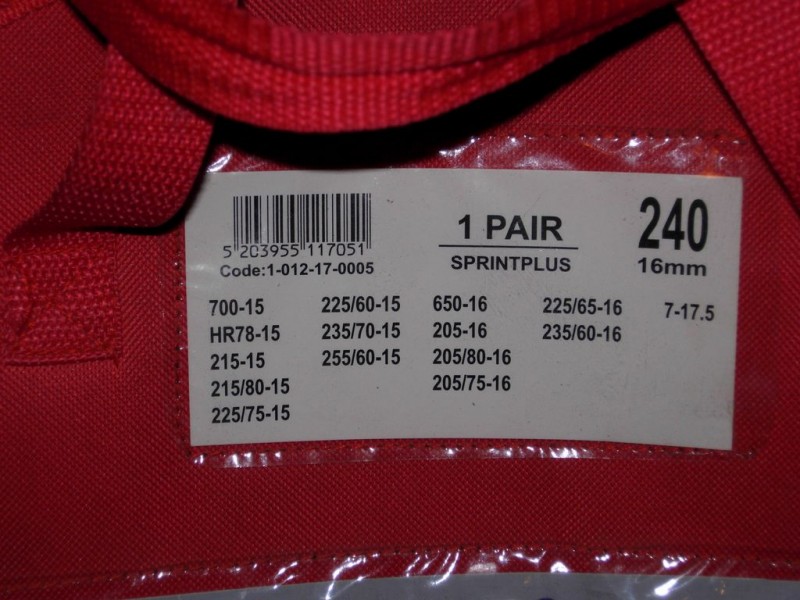 5 203955 117051
Code:1-012-17-0005
1 PAIR
SPRINTPLUS
240
16mm
700-15
HR78-15
215-15
215/80-15
225/75-15
225/60-15
235/70-15
255/60-15
650-16
205-16
205/80-16
205/75-16
225/65-16
235/60-16
7-17.5